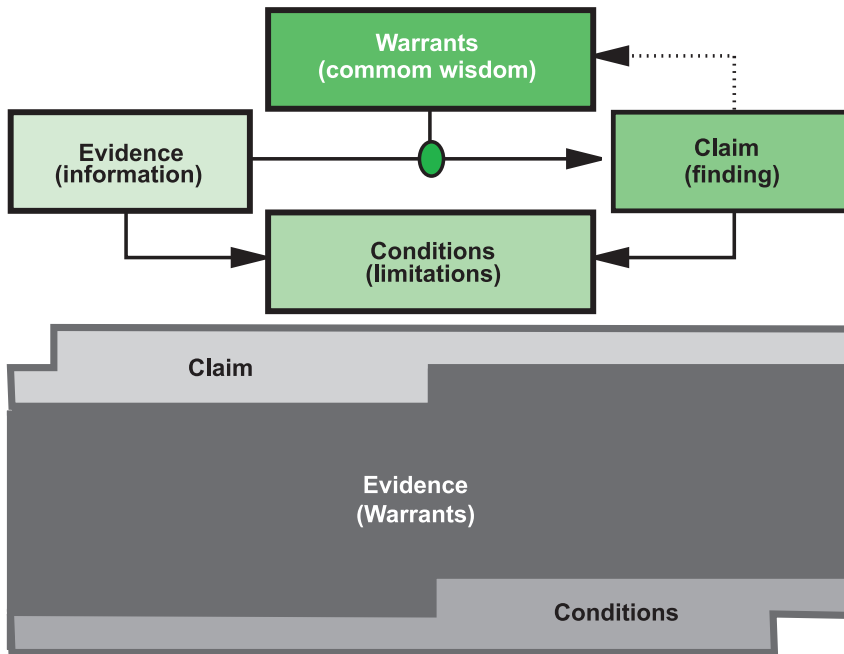 Warrants
(commom wisdom)
Evidence
(information)
Claim
(finding)
Conditions
(limitations)
Claim
Evidence
(Warrants)
Conditions